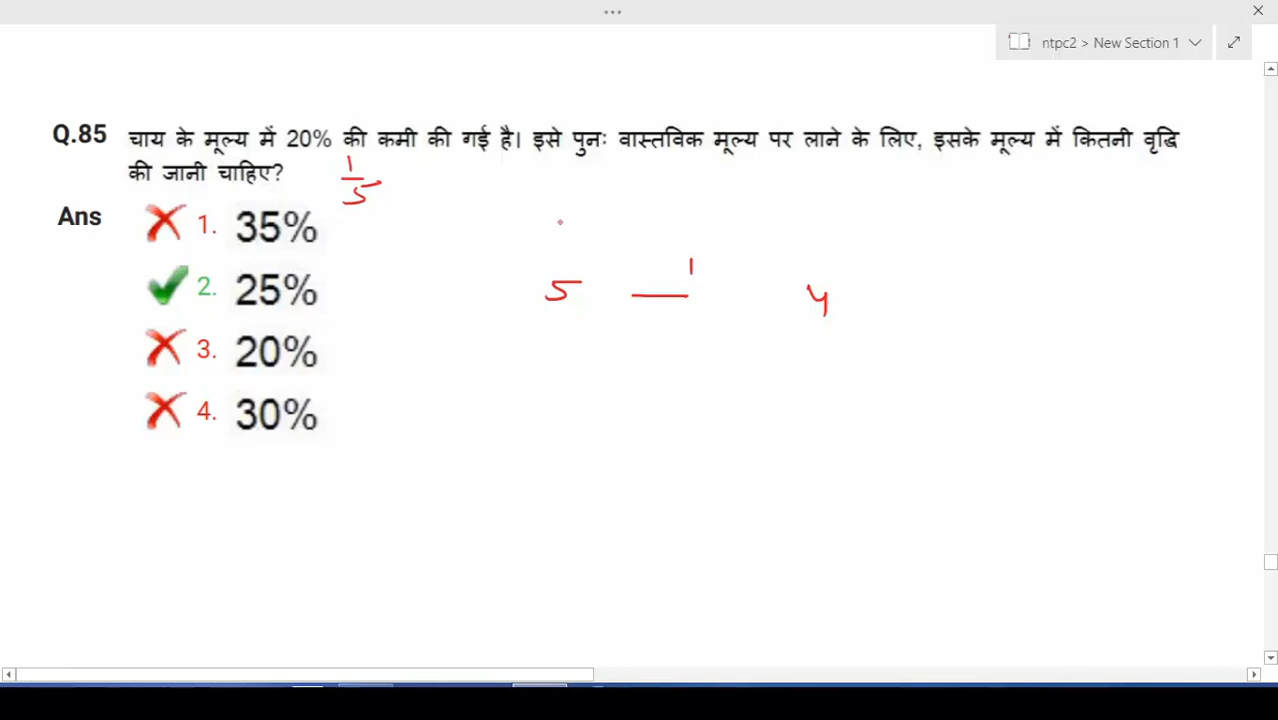 ntpc2 > New Section 1
Q.85 चाय के मूल्य में 20% की कमी की गई है। इसे पुनः वास्तविक मूल्य पर लाने के लिए, इसके मूल्य में कितनी वृद्धि
की जानी चाहिए?
1
5
Ans 1. 35%
2. 25%
5 — 1 4
3. 20%
4. 30%